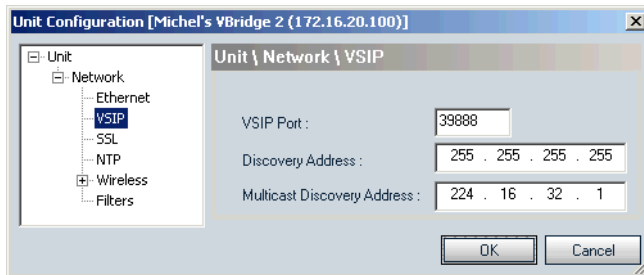 Unit Configuration [Michel's VBridge 2 (172.16.20.100)]
Unit
Network
Ethernet
VSIP
SSL
NTP
Wireless
Filters
Unit \ Network \ VSIP
VSIP Port : 39888
Discovery Address : 255 . 255 . 255 . 255
Multicast Discovery Address : 224 . 16 . 32 . 1
OK Cancel